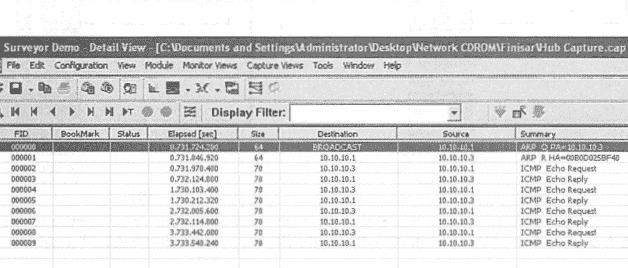 Surveyor Demo - Detail View - [C:\Documents and Settings\Administrator\Desktop\Network CDROM\Finisar\Hub Capture.cap
File Edit Configuration View Module Monitor Views Capture Views Tools Window Help
Display Filter:
FID BookMark Status Elapsed [sec] Size Destination Source Summary
000000 0.731.724.200 64 BROADCAST 10.10.10.1 ARP Q PA=10.10.10.3
000001 0.731.846.920 64 10.10.10.1 10.10.10.3 ARP R HA=00B0D025BF48
000002 0.731.978.480 78 10.10.10.3 10.10.10.1 ICMP Echo Request
000003 0.732.124.800 78 10.10.10.1 10.10.10.3 ICMP Echo Reply
000004 1.730.103.400 78 10.10.10.3 10.10.10.1 ICMP Echo Request
000005 1.730.212.320 78 10.10.10.1 10.10.10.3 ICMP Echo Reply
000006 2.732.005.600 78 10.10.10.3 10.10.10.1 ICMP Echo Request
000007 2.732.114.800 78 10.10.10.1 10.10.10.3 ICMP Echo Reply
000008 3.733.442.000 78 10.10.10.3 10.10.10.1 ICMP Echo Request
000009 3.733.548.240 78 10.10.10.1 10.10.10.3 ICMP Echo Reply